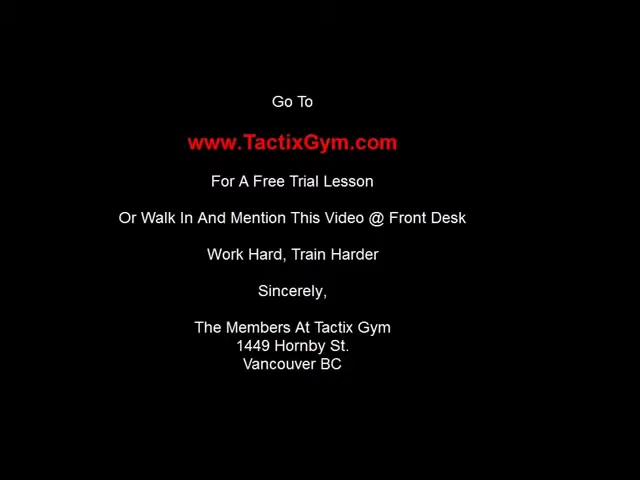 Go To
www.TactixGym.com
For A Free Trial Lesson
Or Walk In And Mention This Video @ Front Desk
Work Hard, Train Harder
Sincerely,
The Members At Tactix Gym
1449 Hornby St.
Vancouver BC